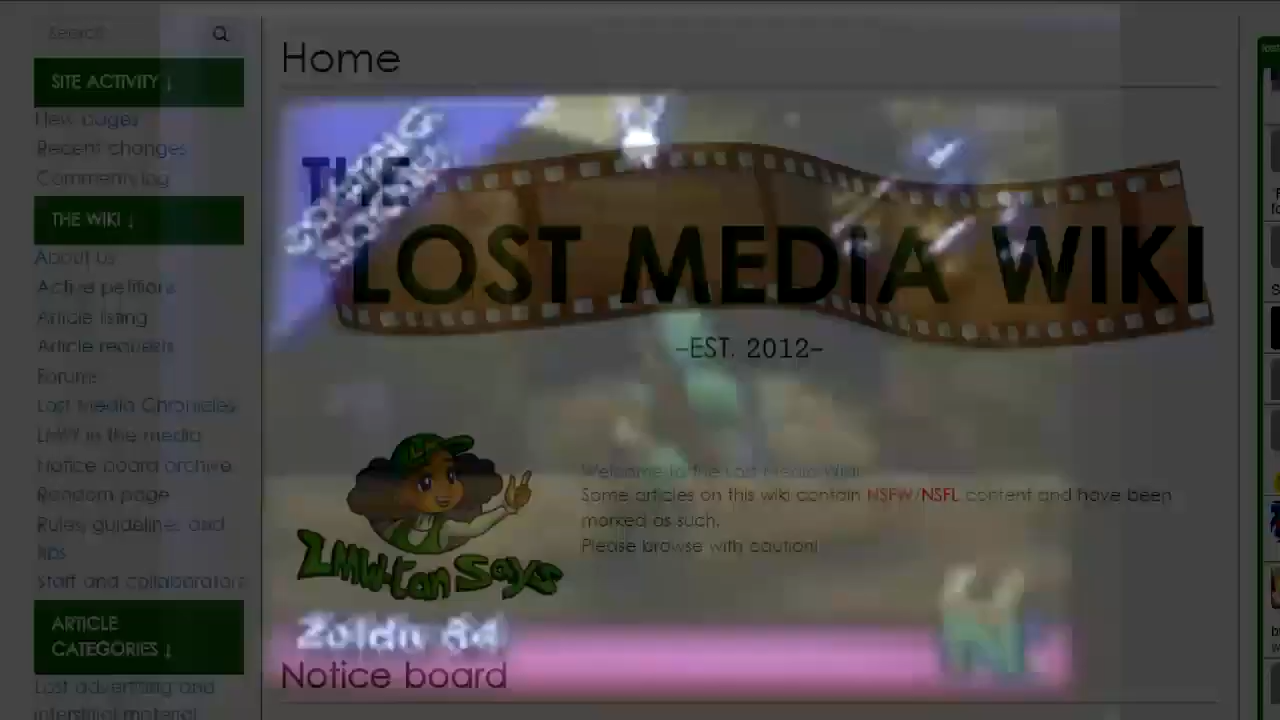 Search
SITE ACTIVITY ↓
New pages
Recent changes
Comments log
THE WIKI ↓
About us
Active petitions
Article listing
Article requests
Forums
Lost Media Chronicles
LMW in the media
Notice board archive
Random page
Rules, guidelines and
tips
Staff and collaborators
ARTICLE
CATEGORIES ↓
Lost advertising and
interstitial material
Home
THE
LOST MEDIA WIKI
-EST. 2012-
LMW-tan Says
Welcome to the Lost Media Wiki!
Some articles on this wiki contain NSFW/NSFL content and have been
marked as such.
Please browse with caution!
Zelda 64
Notice board